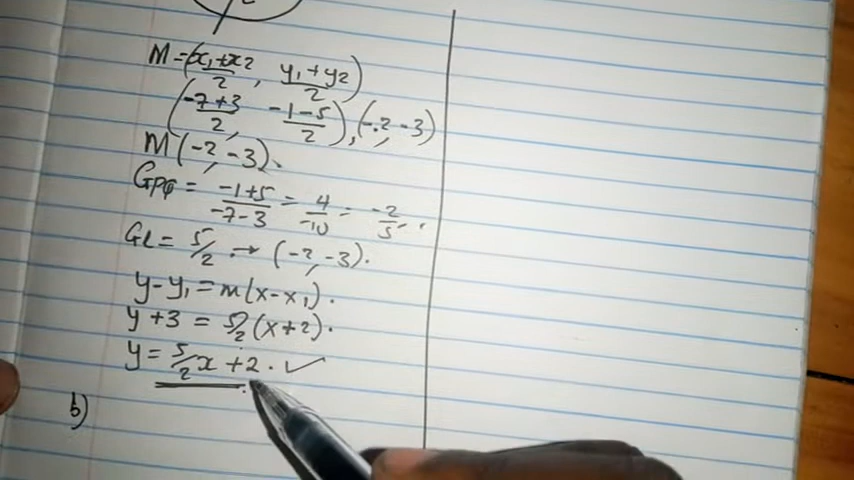 M = (x₁+x₂/2, y₁+y₂/2)
(-7+3/2, -1-5/2), (-2, -3)
M(-2, -3).
GPQ = -1+5/-7-3 = 4/-10 = -2/5.
GL = 5/2. → (-2, -3).
y-y₁ = m(x-x₁).
y+3 = 5/2(x+2).
y = 5/2x + 2. ✓
b)